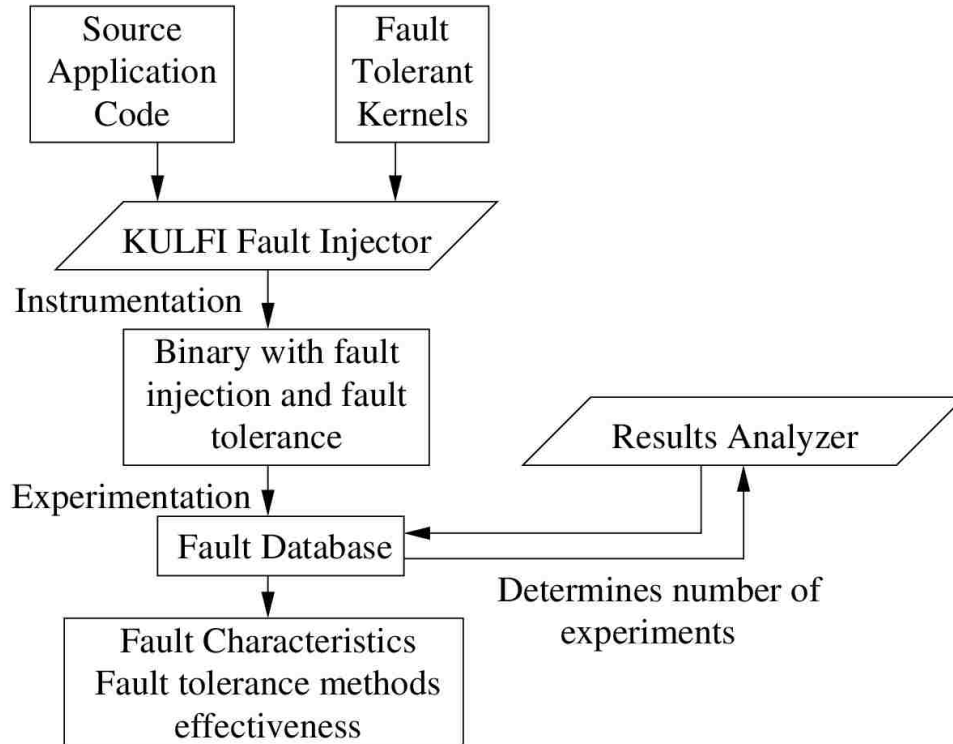 Source
Application
Code
Fault
Tolerant
Kernels
KULFI Fault Injector
Instrumentation
Binary with fault
injection and fault
tolerance
Results Analyzer
Experimentation
Fault Database
Determines number of
experiments
Fault Characteristics
Fault tolerance methods
effectiveness